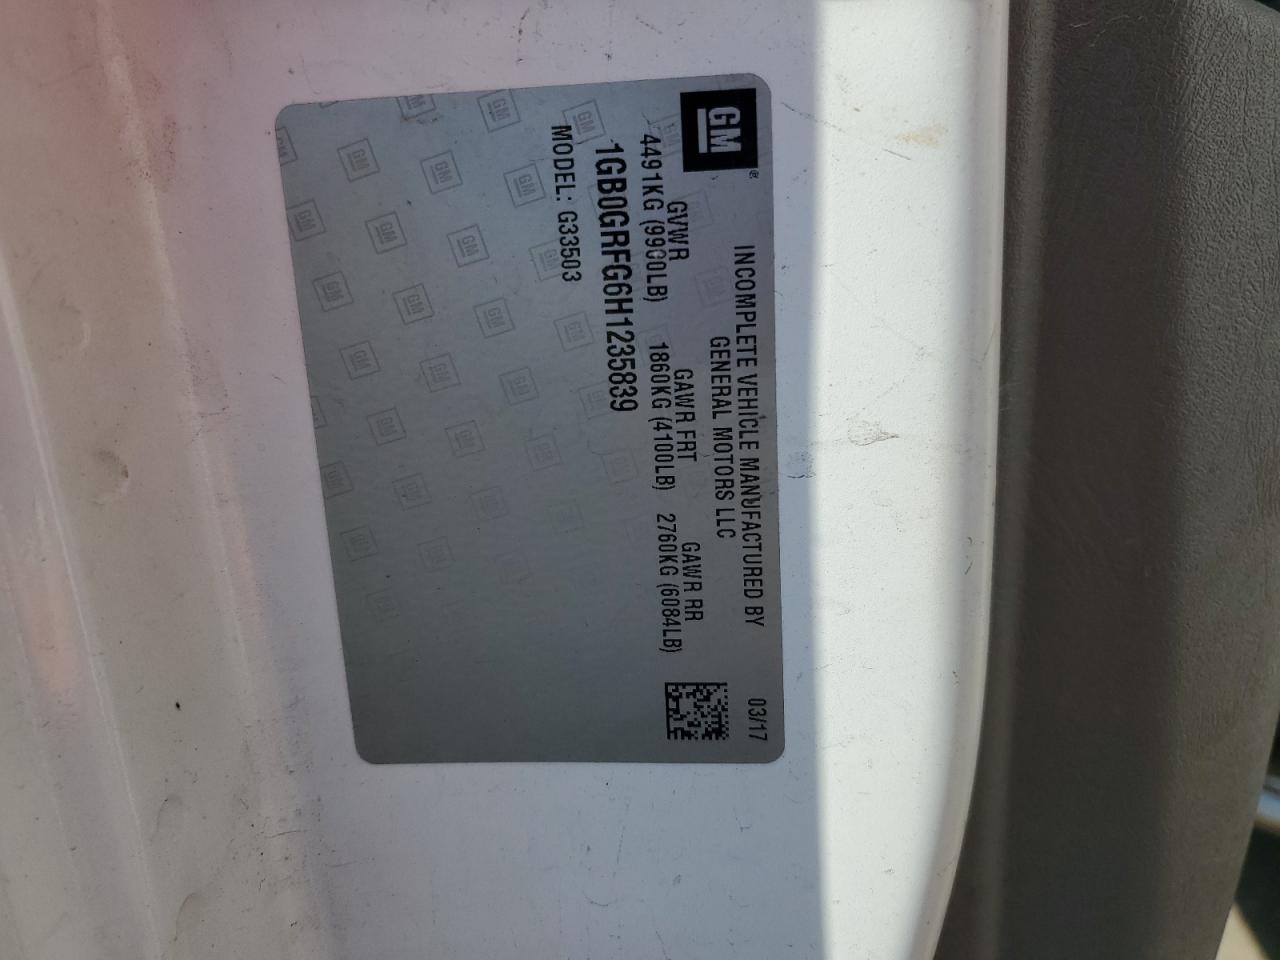 GM ®
INCOMPLETE VEHICLE MANUFACTURED BY
GENERAL MOTORS LLC
03/17
GVWR GAWR FRT GAWR RR
4491KG (9900LB) 1860KG (4100LB) 2760KG (6084LB)
1GB0GRFG6H1235839
MODEL: G33503